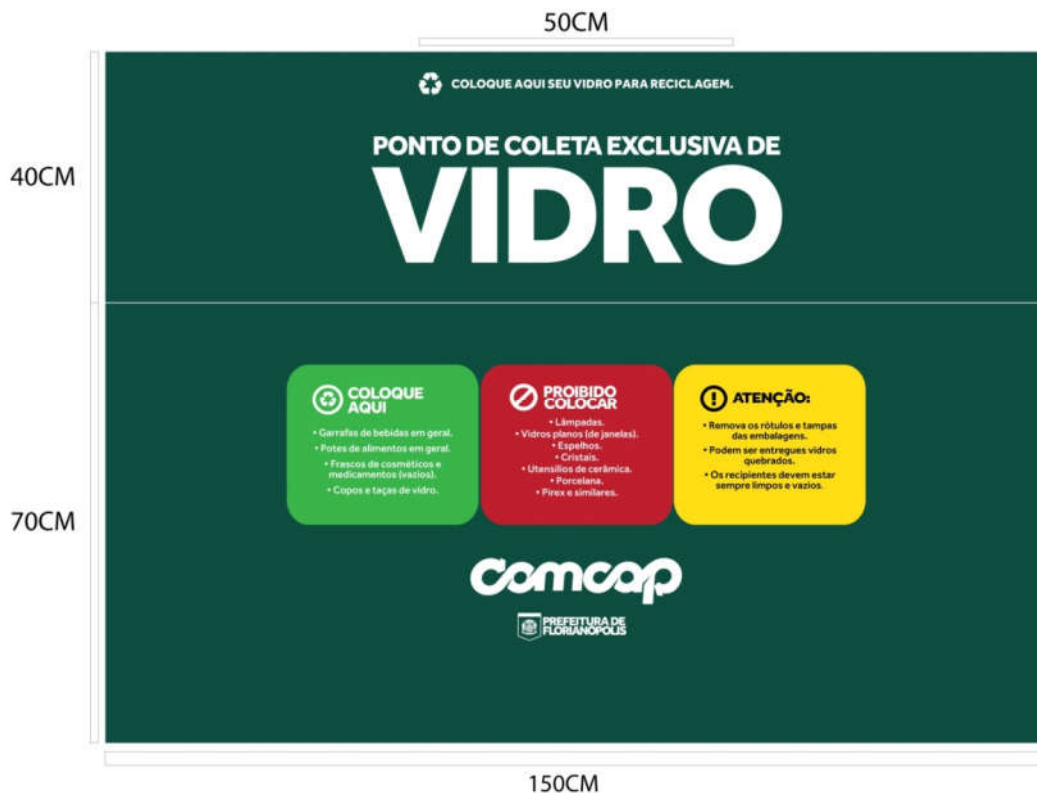 50CM
COLOQUE AQUI SEU VIDRO PARA RECICLAGEM.
40CM
PONTO DE COLETA EXCLUSIVA DE
VIDRO
COLOQUE
AQUI
• Garrafas de bebidas em geral.
• Potes de alimentos em geral.
• Frascos de cosméticos e
medicamentos (vazios).
• Copos e taças de vidro.
PROIBIDO
COLOCAR
• Lâmpadas.
• Vidros planos (de janelas).
• Espelhos.
• Cristais.
• Utensílios de cerâmica.
• Porcelana.
• Pirex e similares.
ATENÇÃO:
• Remova os rótulos e tampas
das embalagens.
• Podem ser entregues vidros
quebrados.
• Os recipientes devem estar
sempre limpos e vazios.
70CM
comcap
PREFEITURA DE
FLORIANÓPOLIS
150CM